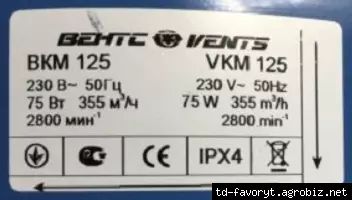 ВЕНТС VENTS
ВКМ 125 VKM 125
230 В~ 50Гц 230 V~ 50Hz
75 Вт 355 м³/ч 75 W 355 m³/h
2800 мин⁻¹ 2800 min⁻¹
CE IPX4
td-favoryt.agrobiz.net